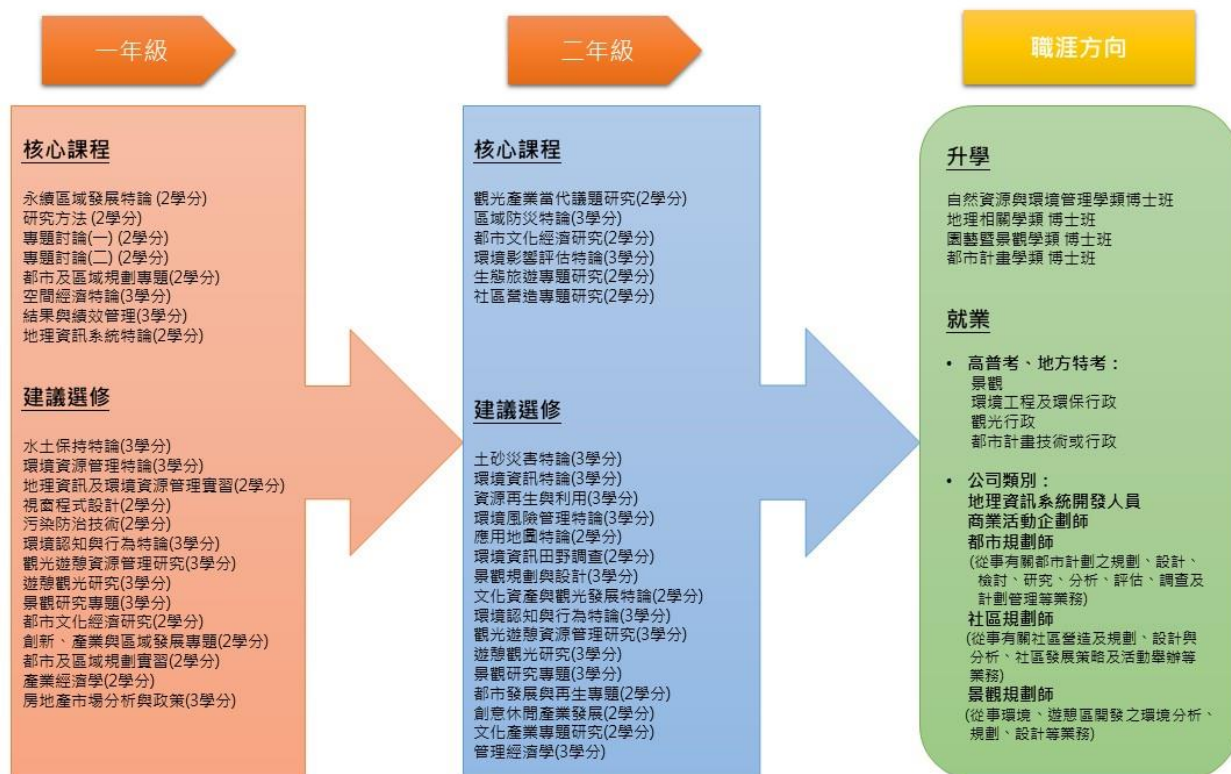 一年級
核心課程
永續區域發展特論 (2學分)
研究方法 (2學分)
專題討論(一) (2學分)
專題討論(二) (2學分)
都市及區域規劃專題(2學分)
空間經濟特論(3學分)
結果與績效管理(3學分)
地理資訊系統特論(2學分)
建議選修
水土保持特論(3學分)
環境資源管理特論(3學分)
地理資訊及環境資源管理實習(2學分)
視窗程式設計(2學分)
污染防治技術(2學分)
環境認知與行為特論(3學分)
觀光遊憩資源管理研究(3學分)
遊憩觀光研究(3學分)
景觀研究專題(3學分)
都市文化經濟研究(2學分)
創新、產業與區域發展專題(2學分)
都市及區域規劃實習(2學分)
產業經濟學(2學分)
房地產市場分析與政策(3學分)
二年級
核心課程
觀光產業當代議題研究(2學分)
區域防災特論(3學分)
都市文化經濟研究(2學分)
環境影響評估特論(3學分)
生態旅遊專題研究(2學分)
社區營造專題研究(2學分)
建議選修
土砂災害特論(3學分)
環境資訊特論(3學分)
資源再生與利用(3學分)
環境風險管理特論(3學分)
應用地圖特論(2學分)
環境資訊田野調查(2學分)
景觀規劃與設計(3學分)
文化資產與觀光發展特論(2學分)
環境認知與行為特論(3學分)
觀光遊憩資源管理研究(3學分)
遊憩觀光研究(3學分)
景觀研究專題(3學分)
都市發展與再生專題(2學分)
創意休閒產業發展(2學分)
文化產業專題研究(2學分)
管理經濟學(3學分)
職涯方向
升學
自然資源與環境管理學類博士班
地理相關學類 博士班
園藝暨景觀學類 博士班
都市計畫學類 博士班
就業
• 高普考、地方特考：
景觀
環境工程及環保行政
觀光行政
都市計畫技術或行政
• 公司類別：
地理資訊系統開發人員
商業活動企劃師
都市規劃師
(從事有關都市計劃之規劃、設計、
檢討、研究、分析、評估、調查及
計劃管理等業務)
社區規劃師
(從事有關社區營造及規劃、設計與
分析、社區發展策略及活動舉辦等
業務)
景觀規劃師
(從事環境、遊憩區開發之環境分析、
規劃、設計等業務)